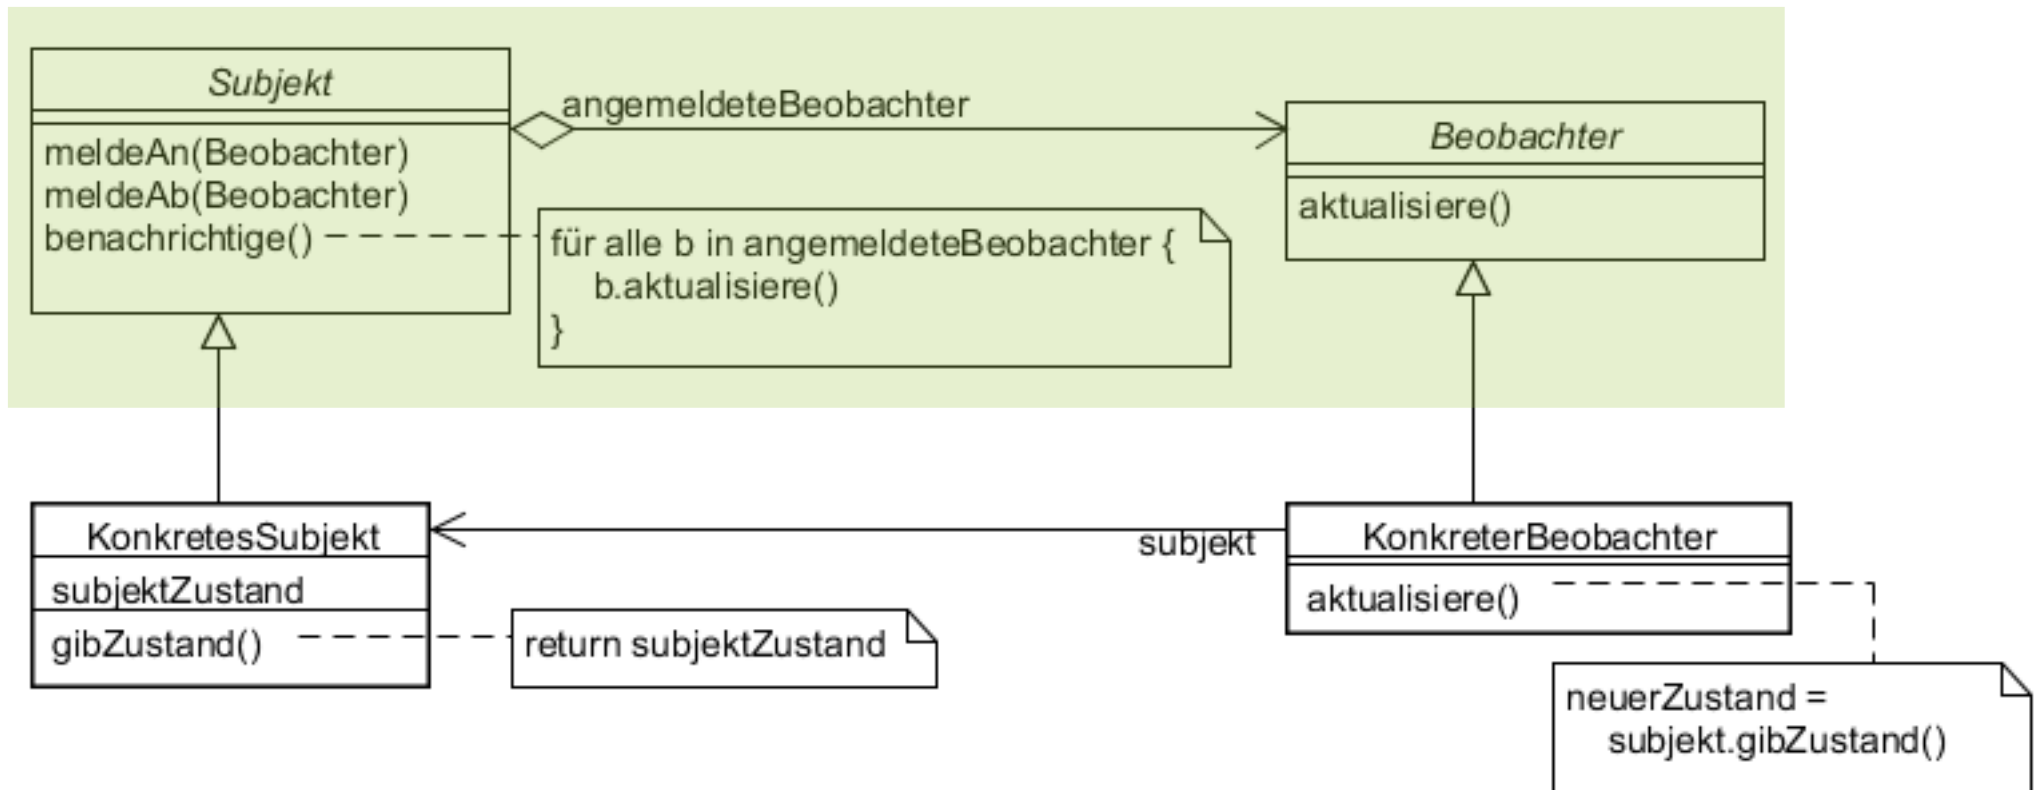 Subjekt
meldeAn(Beobachter)
meldeAb(Beobachter)
benachrichtige()
angemeldeteBeobachter
für alle b in angemeldeteBeobachter {
b.aktualisiere()
}
Beobachter
aktualisiere()
KonkretesSubjekt
subjektZustand
gibZustand()
return subjektZustand
subjekt
KonkreterBeobachter
aktualisiere()
neuerZustand =
subjekt.gibZustand()